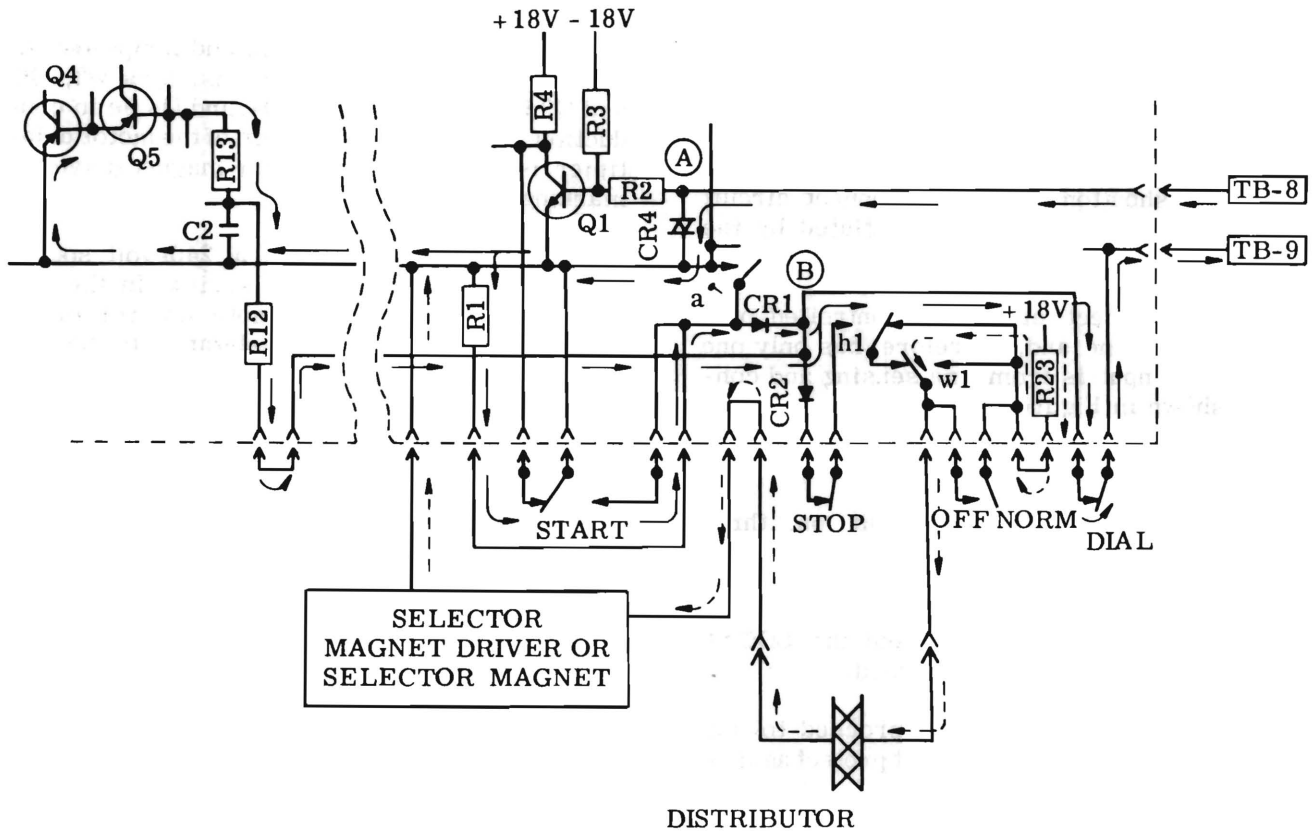 +18V -18V
Q4
Q5
R13
C2
R12
R4
R3
A
R2
Q1
CR4
TB-8
TB-9
R1
a
CR1
B
+18V
h1
w1
R23
CR2
START
STOP
OFF NORM
DIAL
SELECTOR
MAGNET DRIVER OR
SELECTOR MAGNET
DISTRIBUTOR